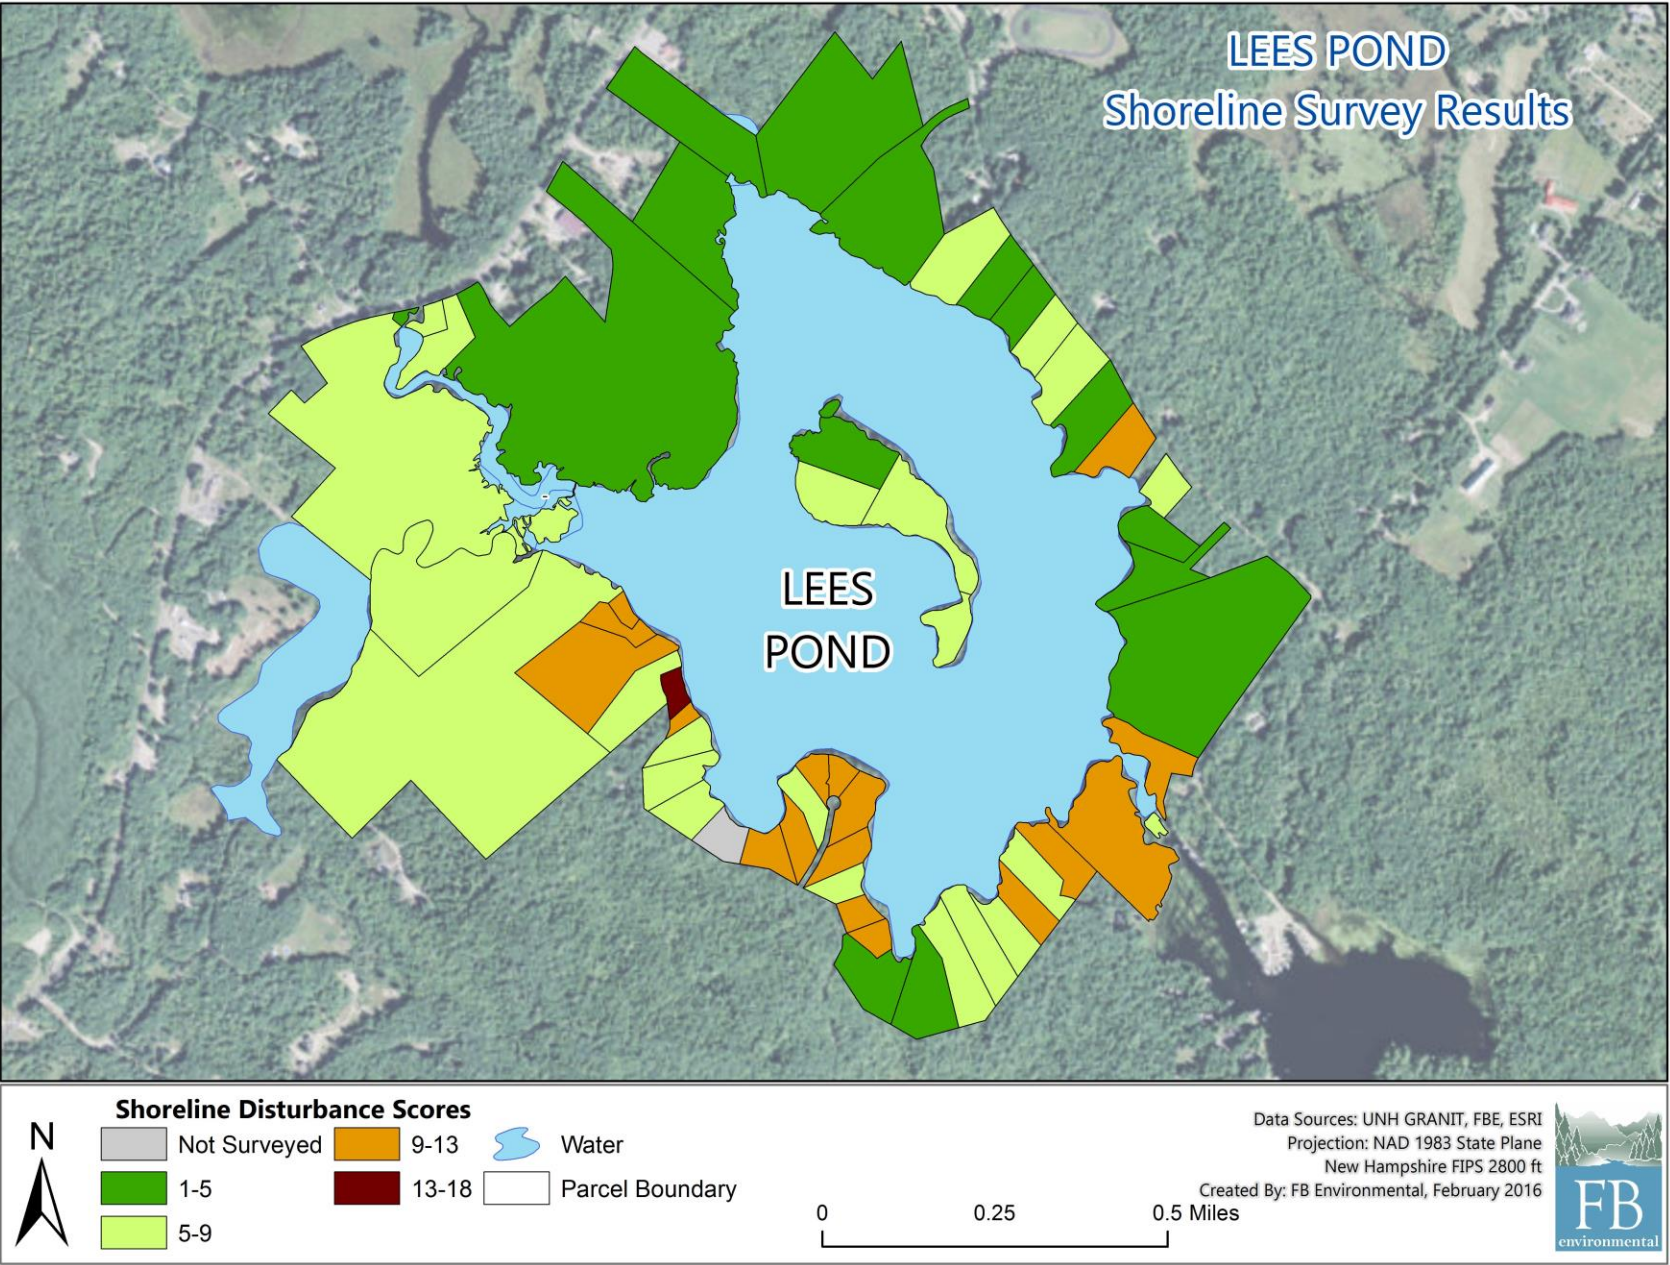 LEES POND
Shoreline Survey Results
LEES
POND
N
Shoreline Disturbance Scores
Not Surveyed
1-5
5-9
9-13
13-18
Water
Parcel Boundary
0 0.25 0.5 Miles
Data Sources: UNH GRANIT, FBE, ESRI
Projection: NAD 1983 State Plane
New Hampshire FIPS 2800 ft
Created By: FB Environmental, February 2016
FB
environmental